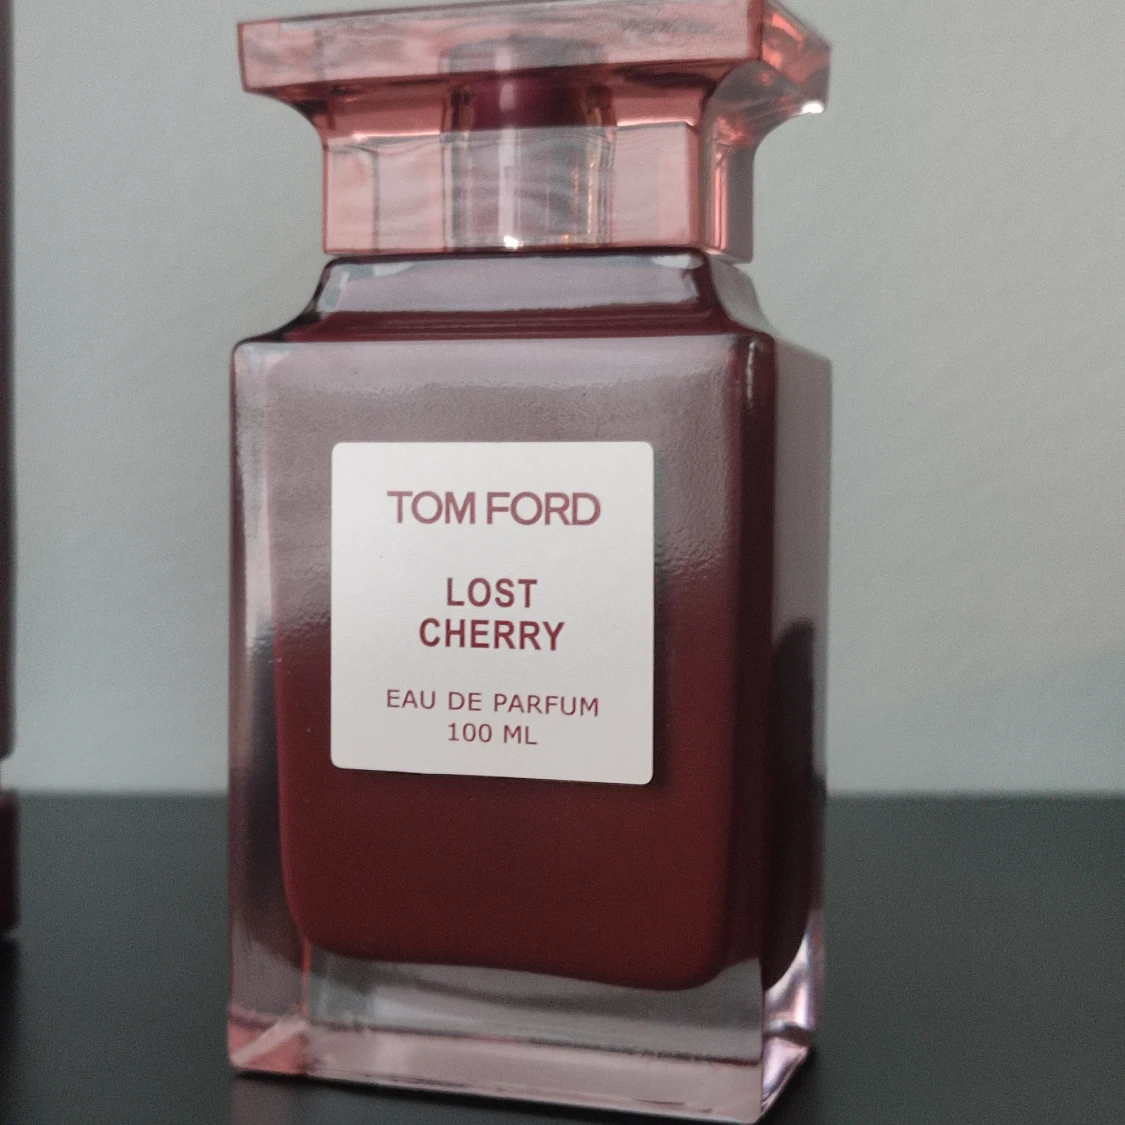 TOM FORD
LOST
CHERRY
EAU DE PARFUM
100 ML